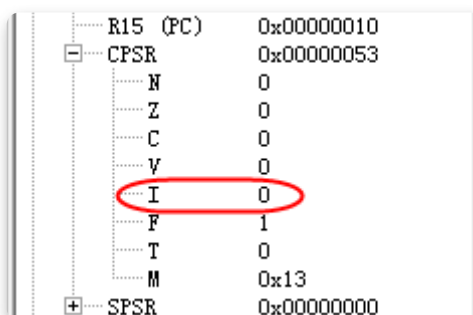 R15 (PC) 0x00000010
CPSR 0x00000053
N 0
Z 0
C 0
V 0
I 0
F 1
T 0
M 0x13
SPSR 0x00000000